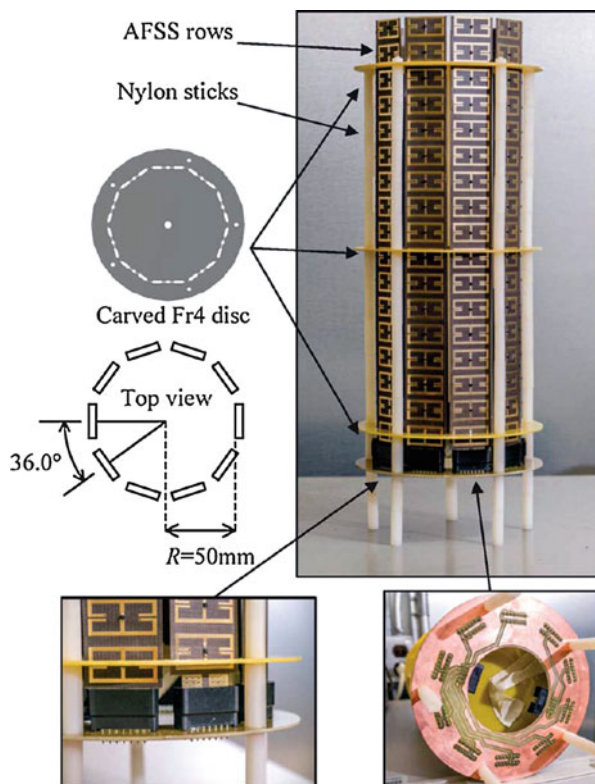 AFSS rows
Nylon sticks
Carved Fr4 disc
Top view
36.0°
R=50mm